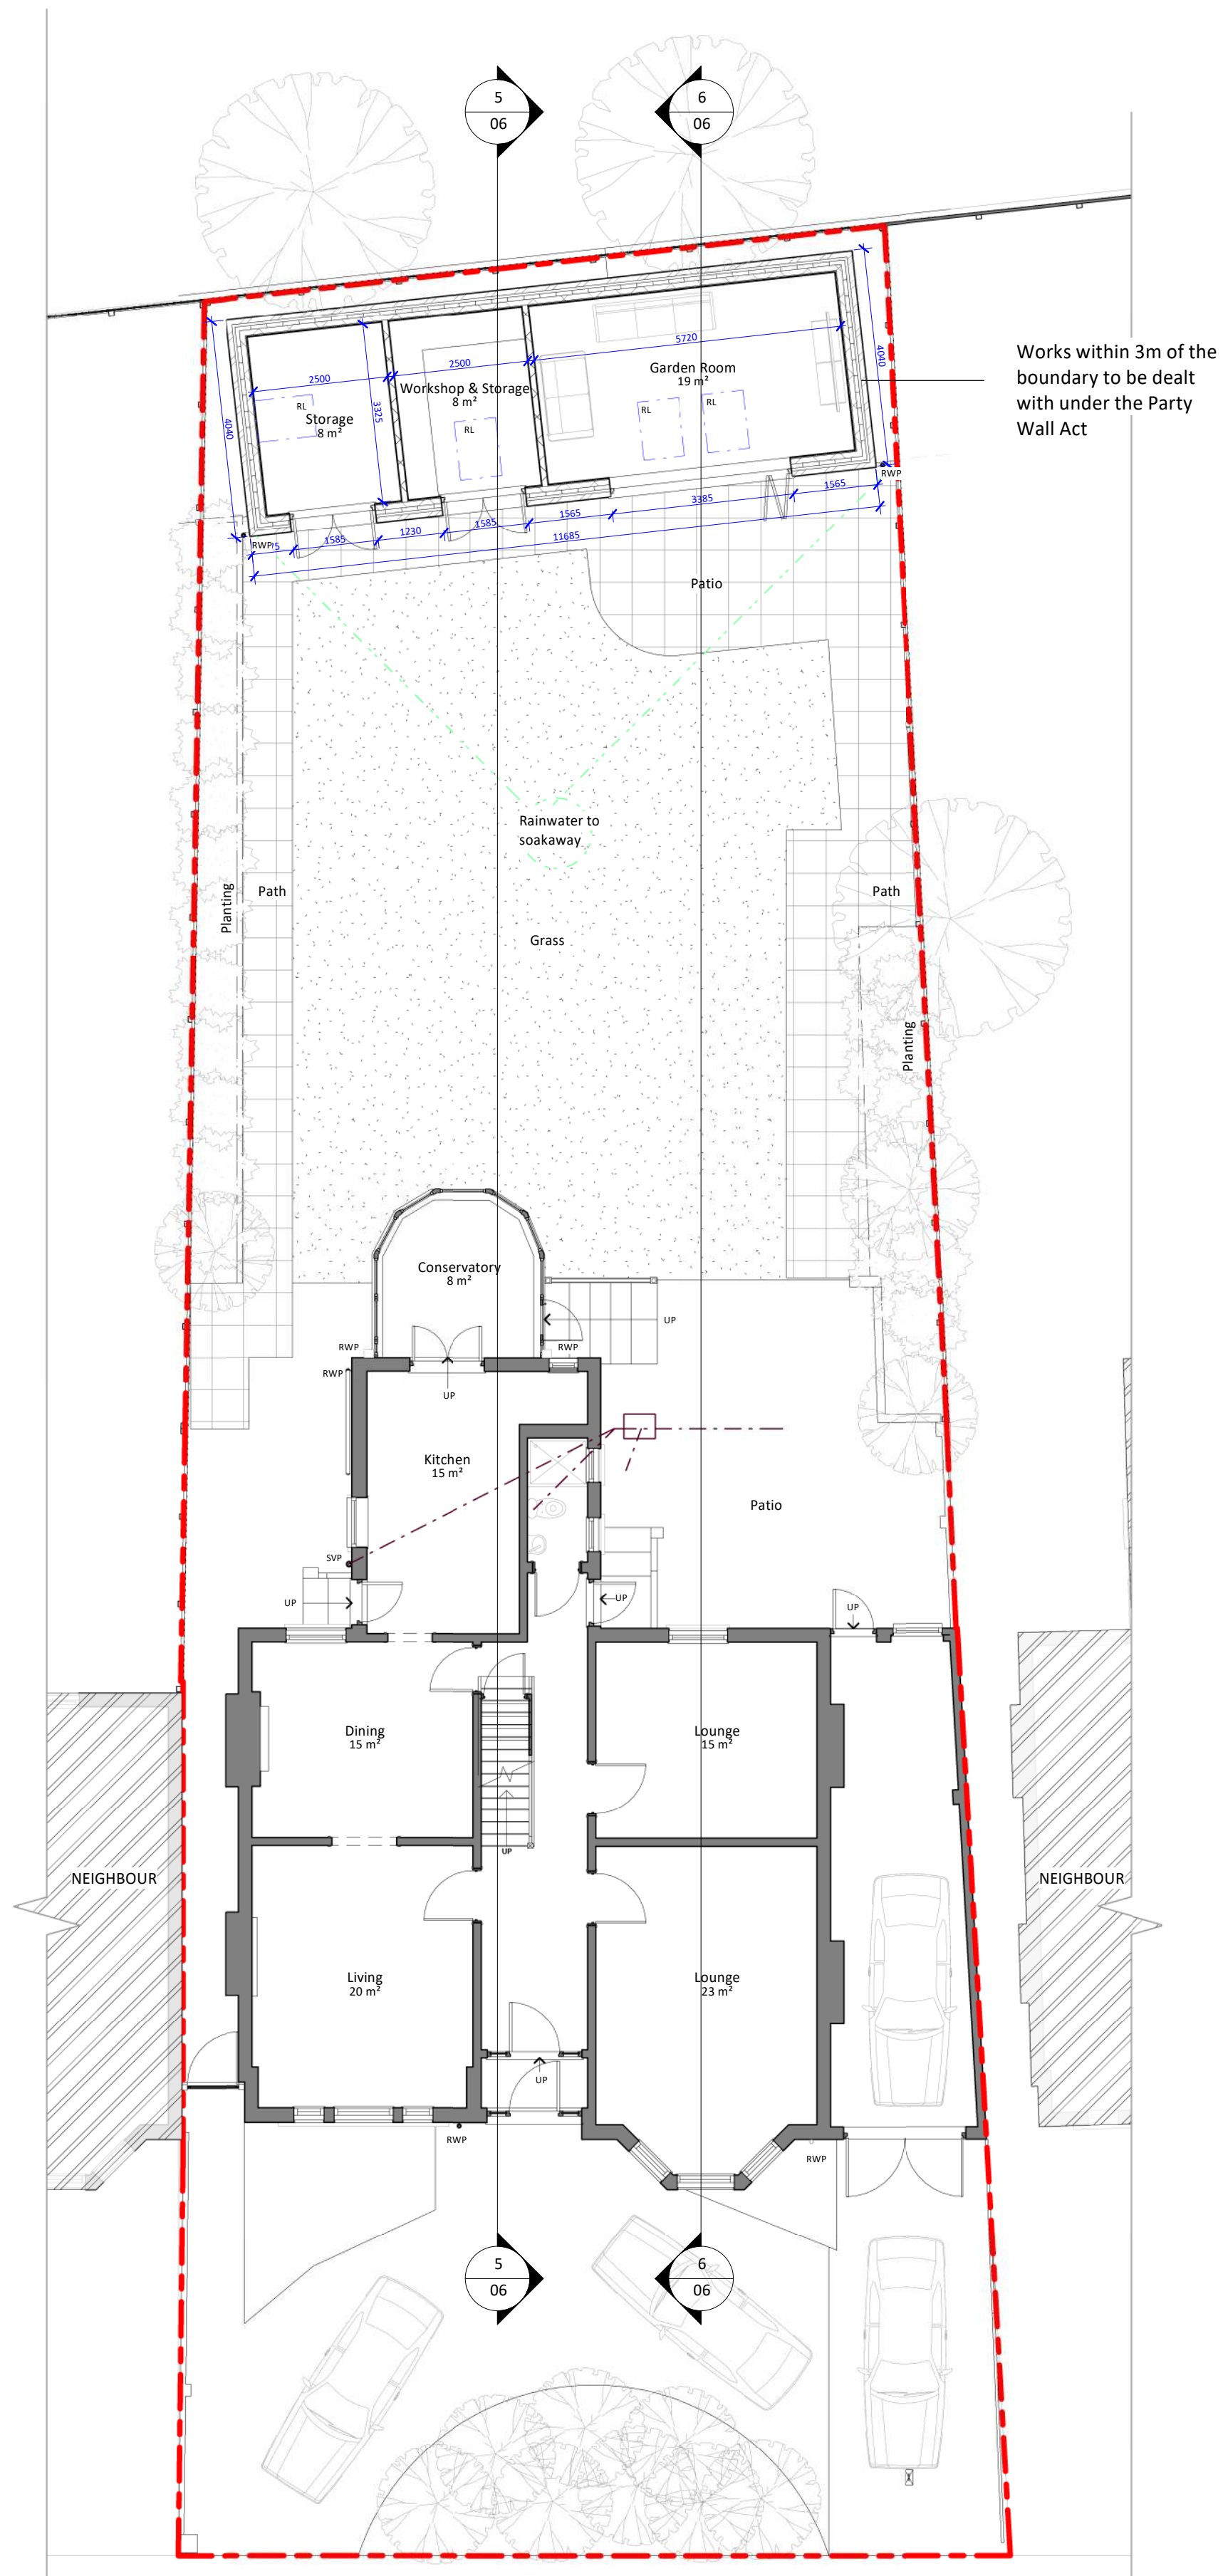 5
06
6
06
Works within 3m of the
boundary to be dealt
with under the Party
Wall Act
5720
4040
Garden Room
19 m²
2500
2500
Workshop & Storage
8 m²
3325
RL
RL
RL
RL
Storage
8 m²
4040
RWP
1565
3385
1565
1585
1230
1585
RWP
11685
Patio
Rainwater to
soakaway
Planting
Path
Path
Grass
Planting
Conservatory
8 m²
UP
RWP
RWP
RWP
UP
Kitchen
15 m²
Patio
SVP
UP
UP
UP
Dining
15 m²
Lounge
15 m²
UP
NEIGHBOUR
NEIGHBOUR
Living
20 m²
Lounge
23 m²
UP
RWP
RWP
5
06
6
06